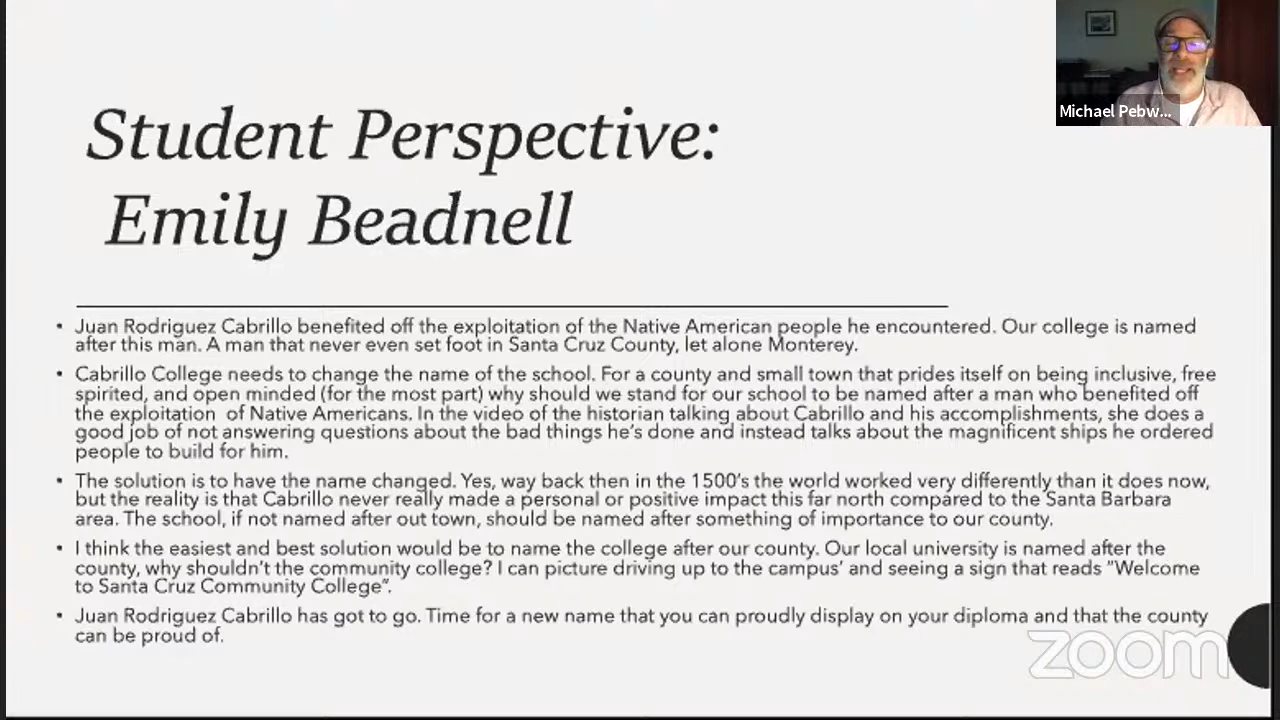 Student Perspective:
Emily Beadnell
Michael Pebw...
• Juan Rodriguez Cabrillo benefited off the exploitation of the Native American people he encountered. Our college is named
after this man. A man that never even set foot in Santa Cruz County, let alone Monterey.
• Cabrillo College needs to change the name of the school. For a county and small town that prides itself on being inclusive, free
spirited, and open minded (for the most part) why should we stand for our school to be named after a man who benefited off
the exploitation of Native Americans. In the video of the historian talking about Cabrillo and his accomplishments, she does a
good job of not answering questions about the bad things he's done and instead talks about the magnificent ships he ordered
people to build for him.
• The solution is to have the name changed. Yes, way back then in the 1500's the world worked very differently than it does now,
but the reality is that Cabrillo never really made a personal or positive impact this far north compared to the Santa Barbara
area. The school, if not named after out town, should be named after something of importance to our county.
• I think the easiest and best solution would be to name the college after our county. Our local university is named after the
county, why shouldn't the community college? I can picture driving up to the campus' and seeing a sign that reads "Welcome
to Santa Cruz Community College".
• Juan Rodriguez Cabrillo has got to go. Time for a new name that you can proudly display on your diploma and that the county
can be proud of.
zoom